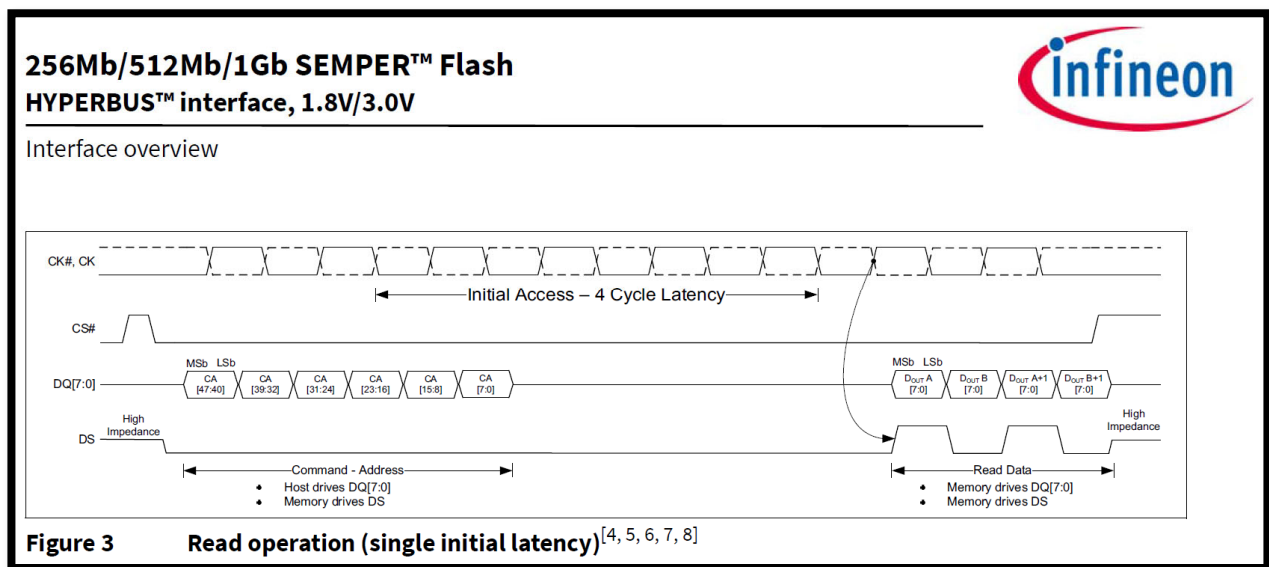 256Mb/512Mb/1Gb SEMPER™ Flash
HYPERBUS™ interface, 1.8V/3.0V
infineon
Interface overview
CK#, CK
Initial Access – 4 Cycle Latency
CS#
MSb LSb
MSb LSb
DQ[7:0]
CA [47:40]
CA [39:32]
CA [31:24]
CA [23:16]
CA [15:8]
CA [7:0]
DOUT A [7:0]
DOUT B [7:0]
DOUT A+1 [7:0]
DOUT B+1 [7:0]
High Impedance
High Impedance
DS
Command - Address
• Host drives DQ[7:0]
• Memory drives DS
Read Data
• Memory drives DQ[7:0]
• Memory drives DS
Figure 3 Read operation (single initial latency)[4, 5, 6, 7, 8]